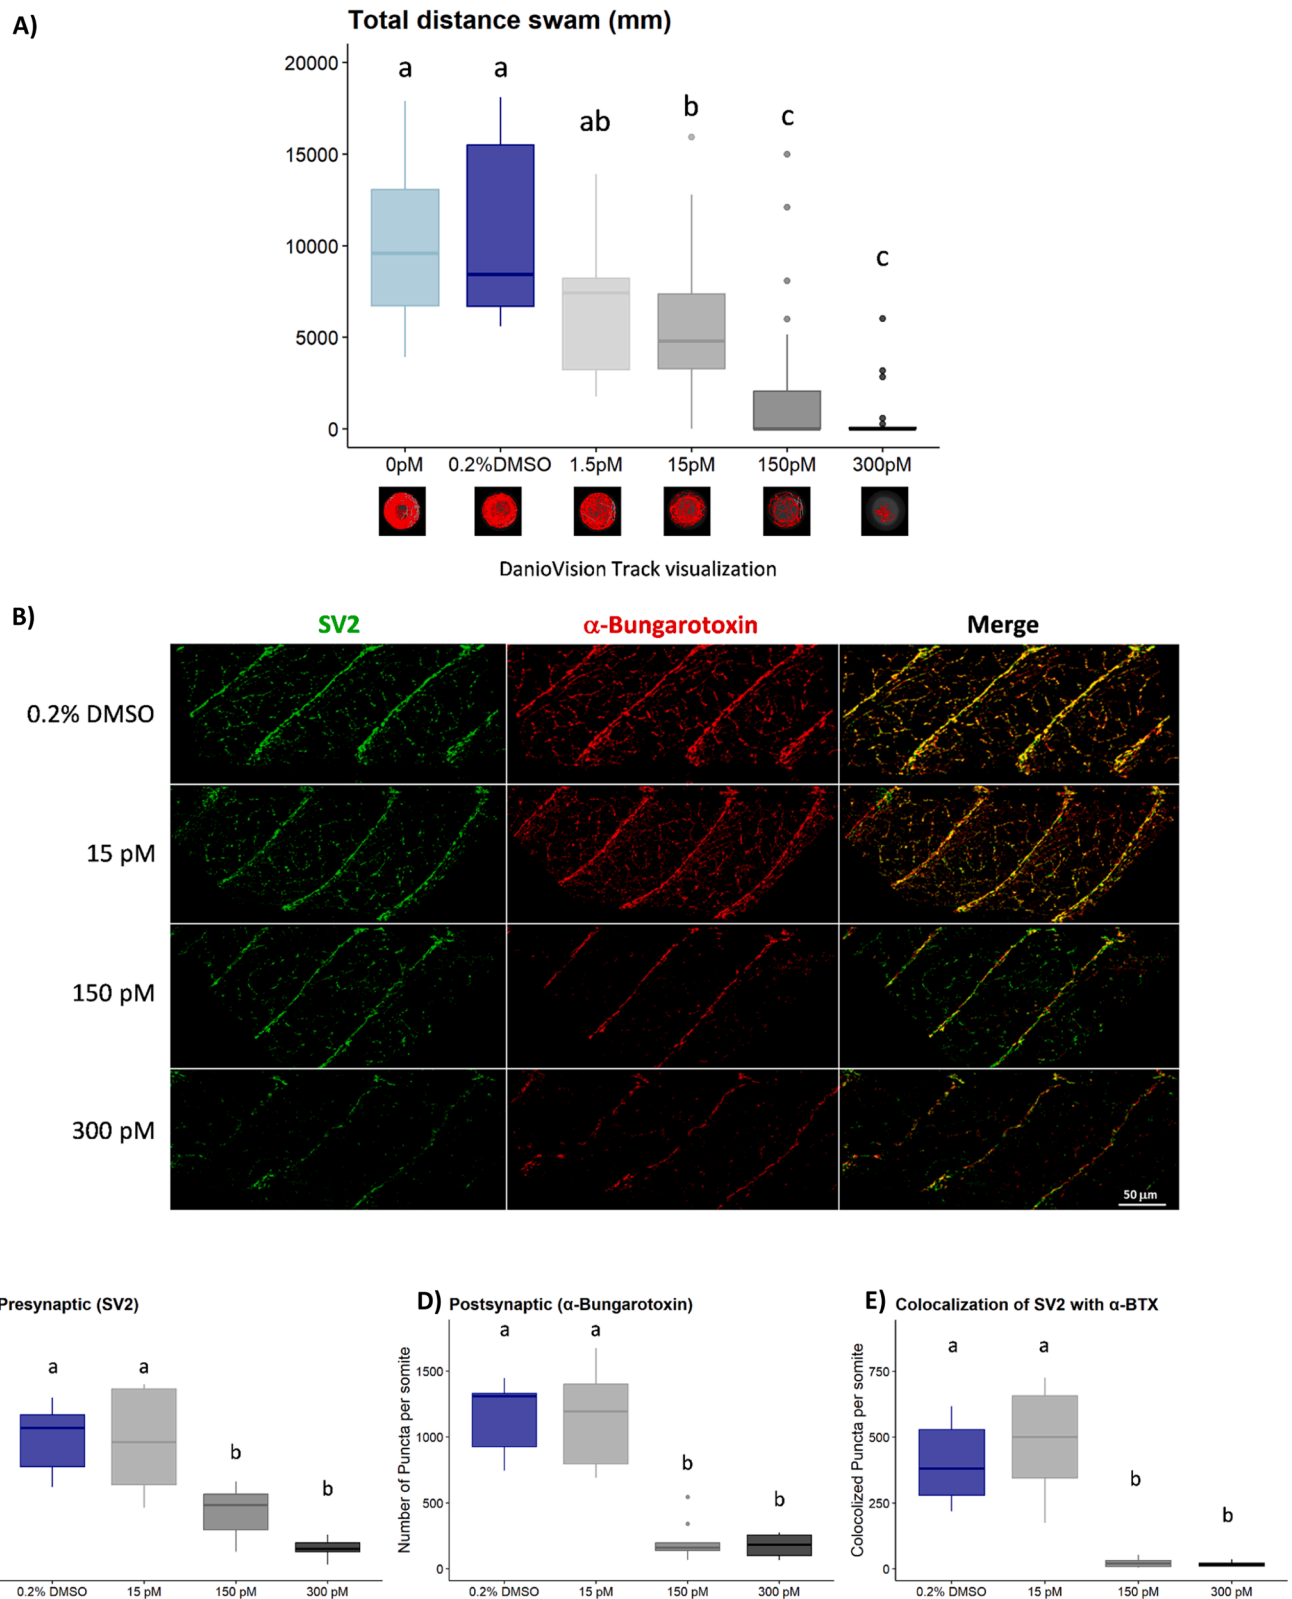 A)
Total distance swam (mm)
20000
15000
10000
5000
0
a
a
ab
b
c
c
0pM
0.2%DMSO
1.5pM
15pM
150pM
300pM
DanioVision Track visualization
B)
SV2
α-Bungarotoxin
Merge
0.2% DMSO
15 pM
150 pM
300 pM
50 μm
Presynaptic (SV2)
a
a
b
b
0.2% DMSO
15 pM
150 pM
300 pM
D)
Postsynaptic (α-Bungarotoxin)
Number of Puncta per somite
1500
1000
500
0
a
a
b
b
0.2% DMSO
15 pM
150 pM
300 pM
E)
Colocalization of SV2 with α-BTX
Colocolized Puncta per somite
750
500
250
0
a
a
b
b
0.2% DMSO
15 pM
150 pM
300 pM